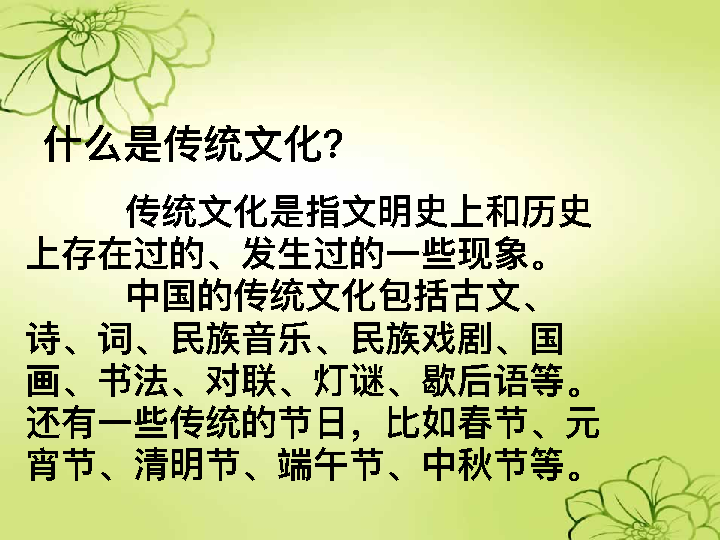 什么是传统文化?
传统文化是指文明史上和历史
上存在过的、发生过的一些现象。
中国的传统文化包括古文、
诗、词、民族音乐、民族戏剧、国
画、书法、对联、灯谜、歇后语等。
还有一些传统的节日，比如春节、元
宵节、清明节、端午节、中秋节等。